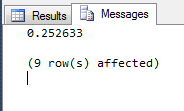 Results Messages
0.252633
(9 row(s) affected)